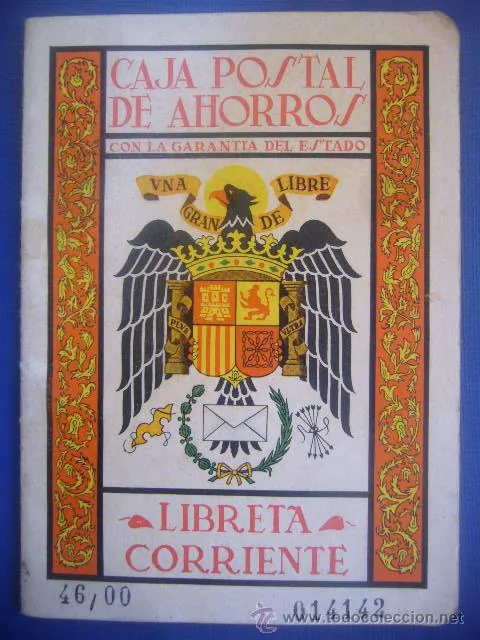 CAJA POSTAL
DE AHORROS
CON LA GARANTIA DEL ESTADO
VNA GRANDE LIBRE
PLVS VLTRA
LIBRETA
CORRIENTE
46,00 014142
todocoleccion.net